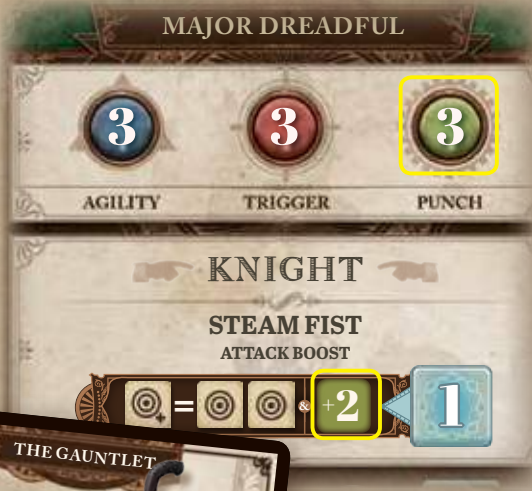 MAJOR DREADFUL
3 3 3
AGILITY TRIGGER PUNCH
KNIGHT
STEAM FIST
ATTACK BOOST
= & +2 1
THE GAUNTLET